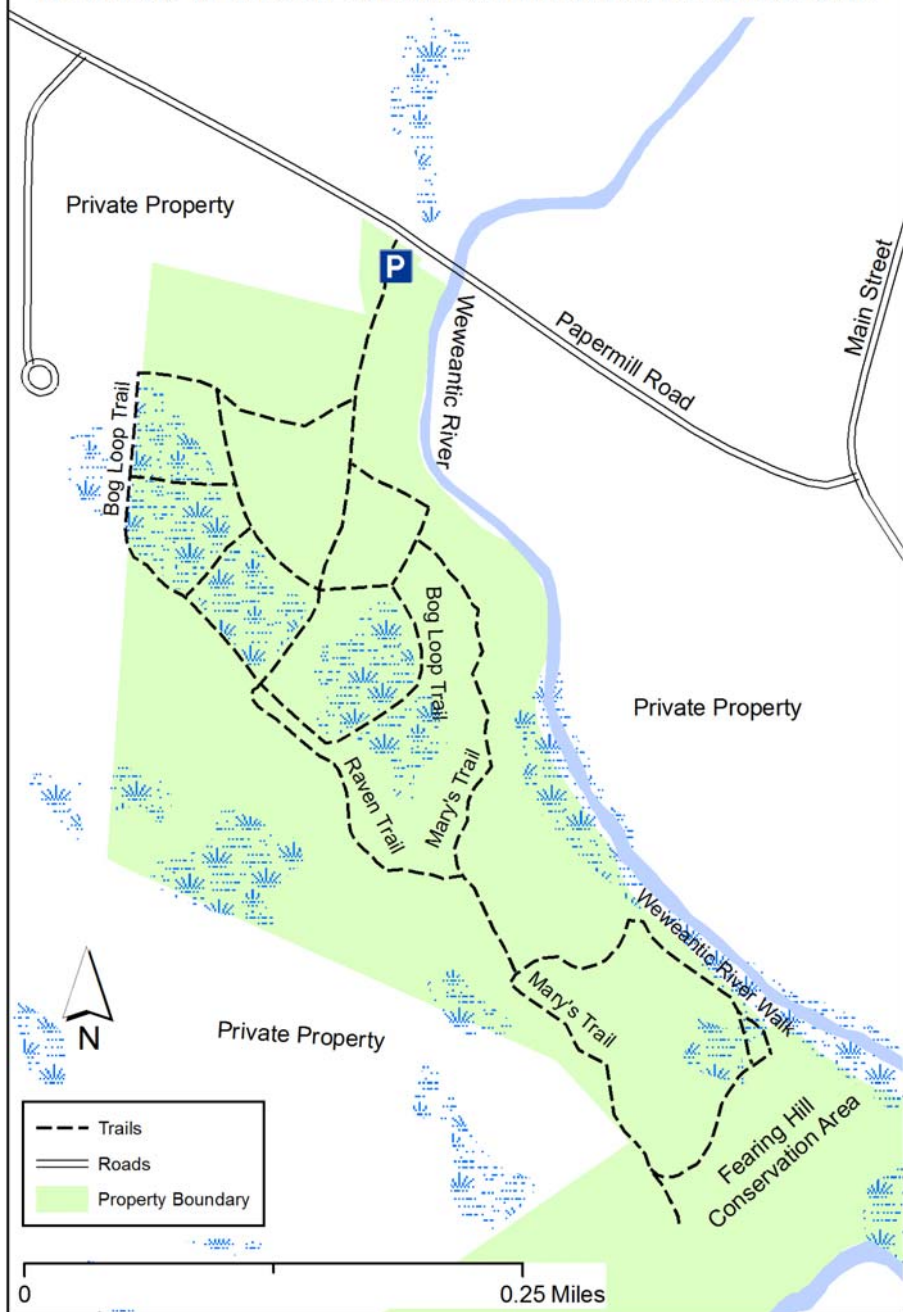 Private Property
P
Main Street
Papermill Road
Weweantic River
Bog Loop Trail
Bog Loop Trail
Private Property
Raven Trail
Mary's Trail
Weweantic River Walk
Mary's Trail
N
Private Property
Fearing Hill
Conservation Area
Trails
Roads
Property Boundary
0
0.25 Miles